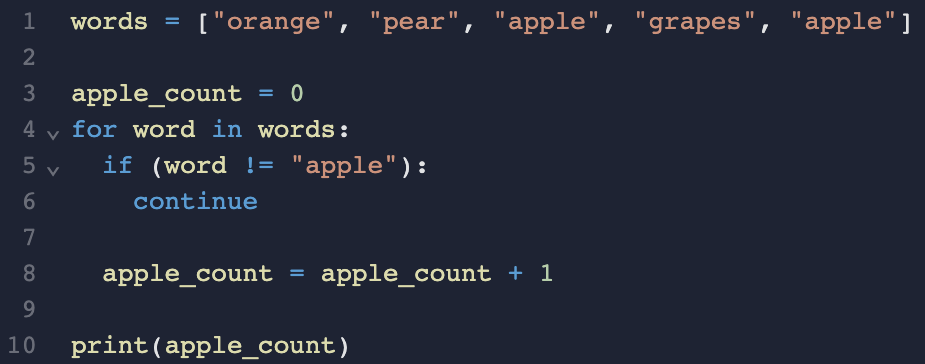 1 words = ["orange", "pear", "apple", "grapes", "apple"]
2
3 apple_count = 0
4 for word in words:
5   if (word != "apple"):
6     continue
7
8   apple_count = apple_count + 1
9
10 print(apple_count)